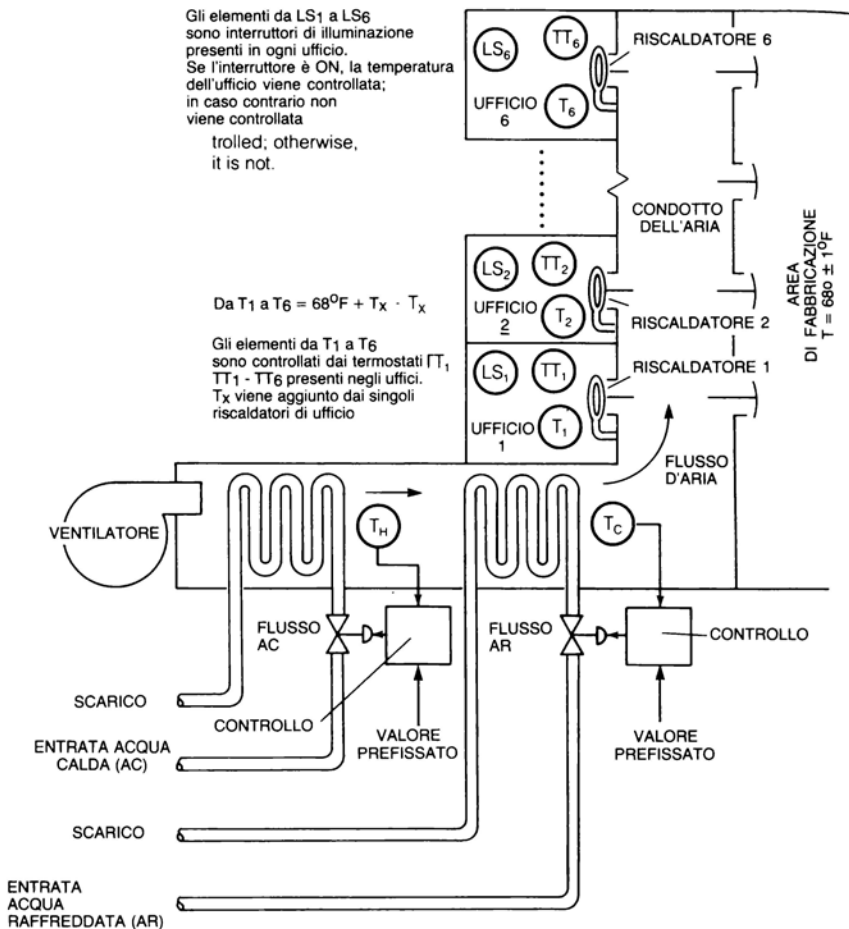 Gli elementi da LS1 a LS6
sono interruttori di illuminazione
presenti in ogni ufficio.
Se l'interruttore è ON, la temperatura
dell'ufficio viene controllata;
in caso contrario non
viene controllata
trolled; otherwise,
it is not.
LS6
TT6
RISCALDATORE 6
UFFICIO
6
T6
CONDOTTO
DELL'ARIA
AREA
DI FABBRICAZIONE
T = 68º ± 1ºF
LS2
TT2
UFFICIO
2
T2
RISCALDATORE 2
Da T1 a T6 = 68ºF + Tx - Tx
Gli elementi da T1 a T6
sono controllati dai termostati TT1
TT1 - TT6 presenti negli uffici.
Tx viene aggiunto dai singoli
riscaldatori di ufficio
LS1
TT1
RISCALDATORE 1
UFFICIO
1
T1
FLUSSO
D'ARIA
VENTILATORE
TH
TC
FLUSSO
AC
FLUSSO
AR
CONTROLLO
SCARICO
CONTROLLO
VALORE
PREFISSATO
VALORE
PREFISSATO
ENTRATA ACQUA
CALDA (AC)
SCARICO
ENTRATA
ACQUA
RAFFREDDATA (AR)